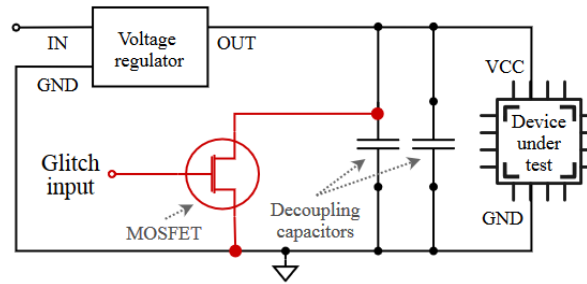 IN
Voltage
regulator
OUT
GND
VCC
Device
under
test
Glitch
input
MOSFET
Decoupling
capacitors
GND